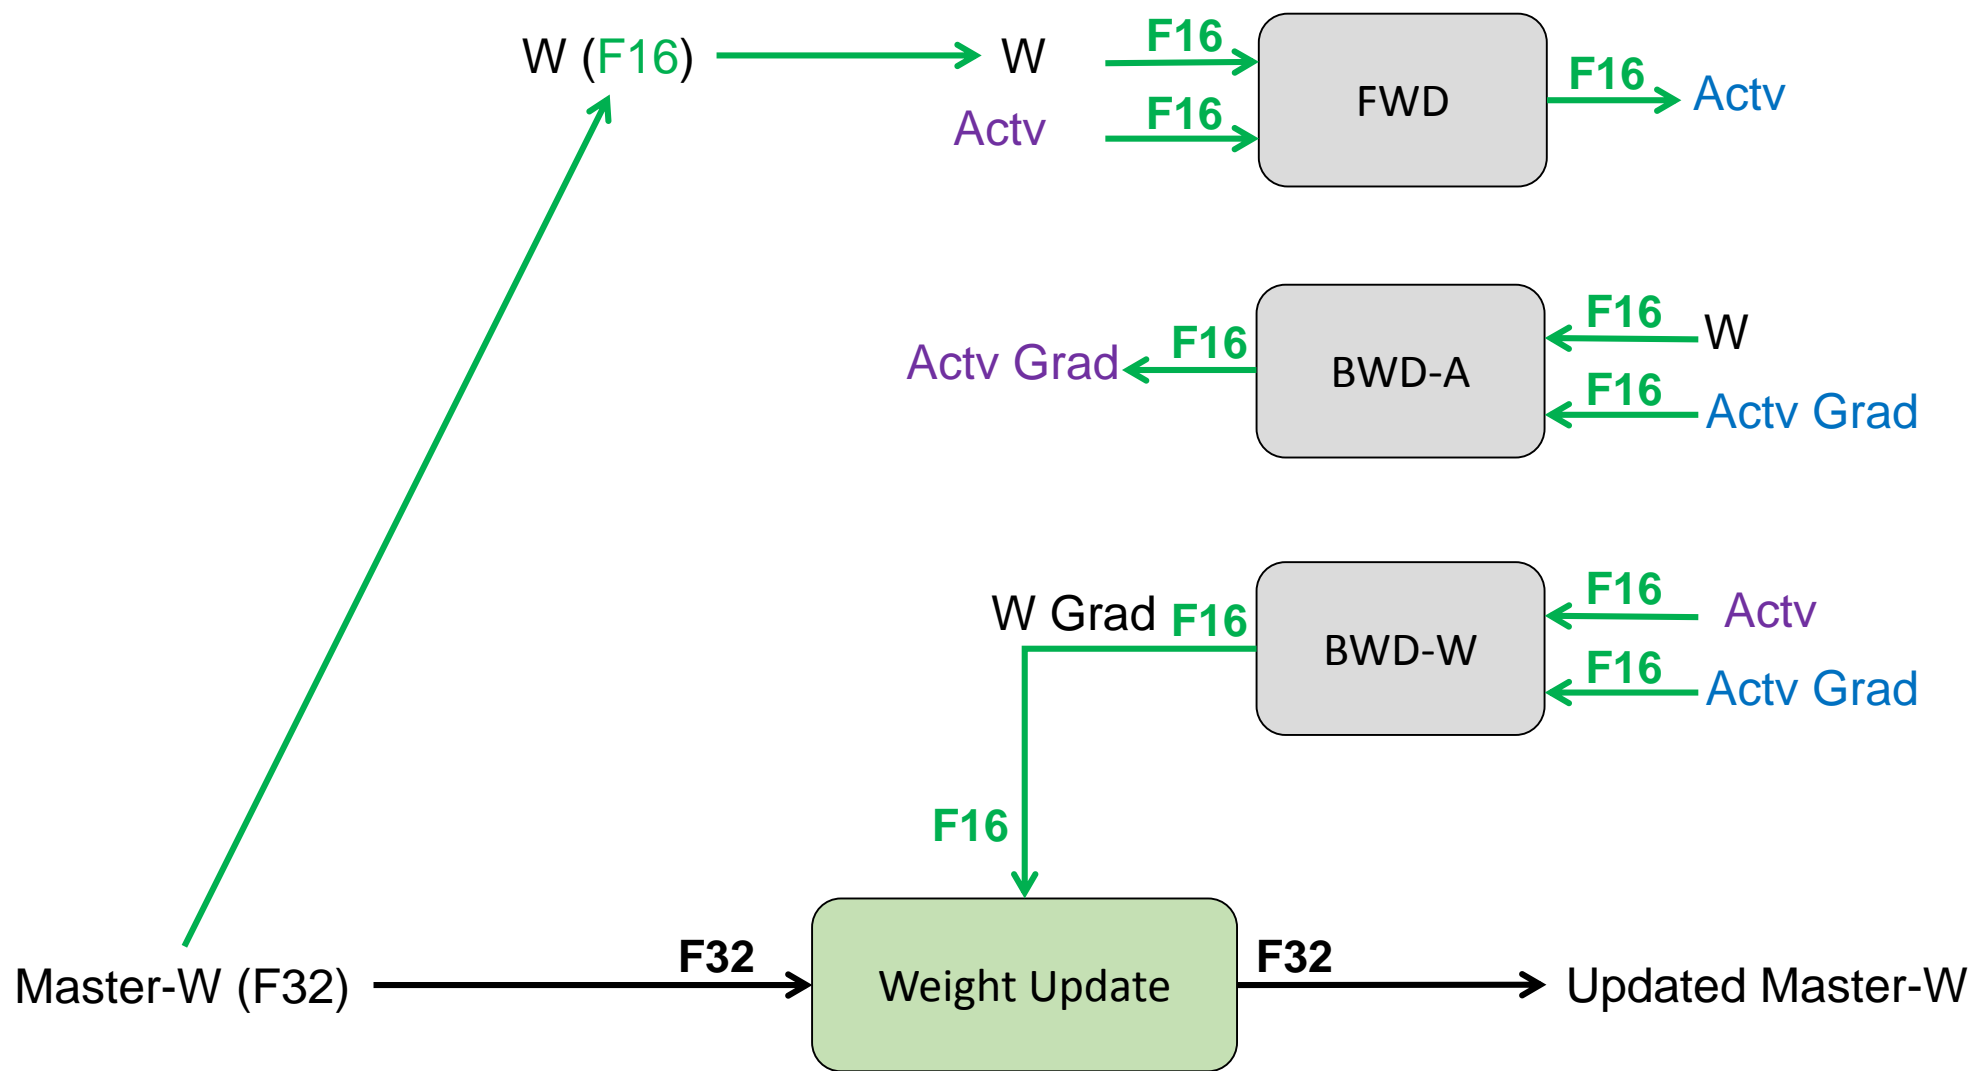 W (F16)
W
F16
Actv
F16
FWD
F16
Actv
Actv Grad
F16
BWD-A
F16
W
F16
Actv Grad
W Grad
F16
BWD-W
F16
Actv
F16
Actv Grad
F16
Master-W (F32)
F32
Weight Update
F32
Updated Master-W